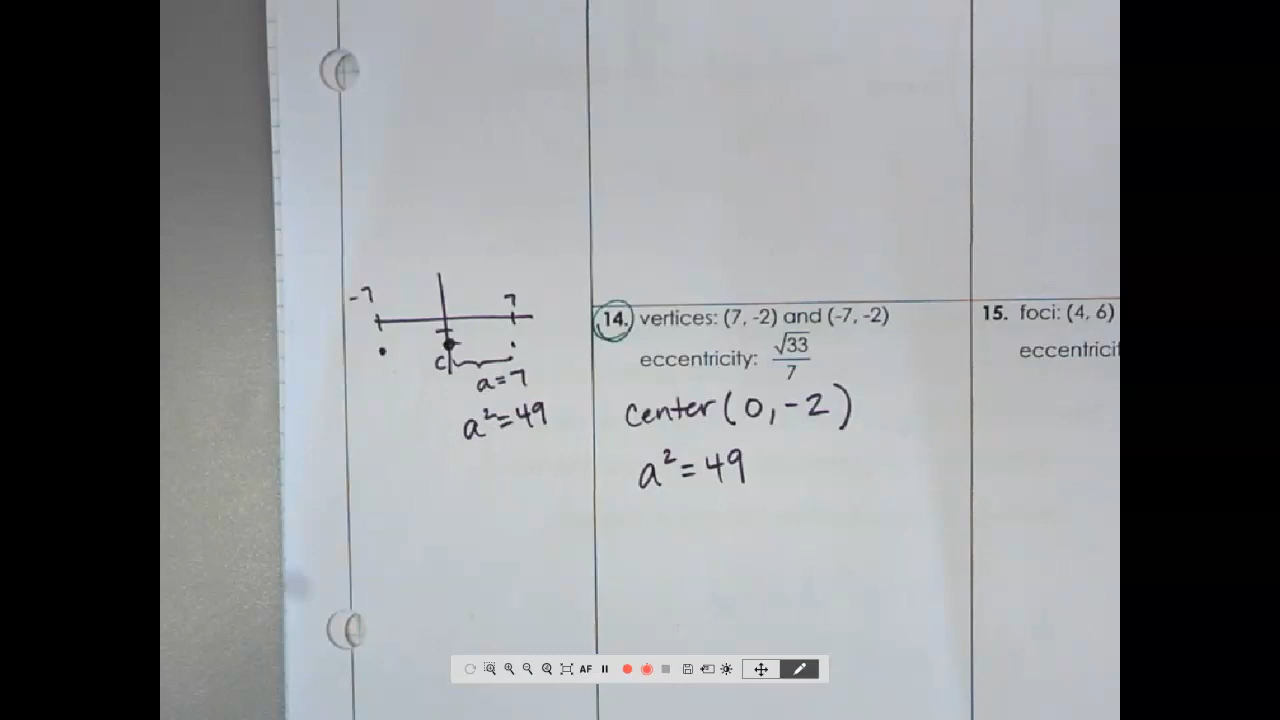 -7
7
C
a=7
a²=49
14. vertices: (7, -2) and (-7, -2)
eccentricity: √33/7
Center (0, -2)
a²=49
15. foci: (4, 6)
eccentricit
AF